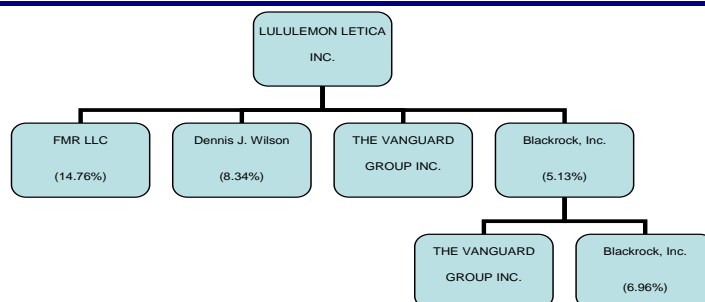 LULULEMON LETICA
INC.
FMR LLC
(14.76%)
Dennis J. Wilson
(8.34%)
THE VANGUARD
GROUP INC.
Blackrock, Inc.
(5.13%)
THE VANGUARD
GROUP INC.
Blackrock, Inc.
(6.96%)